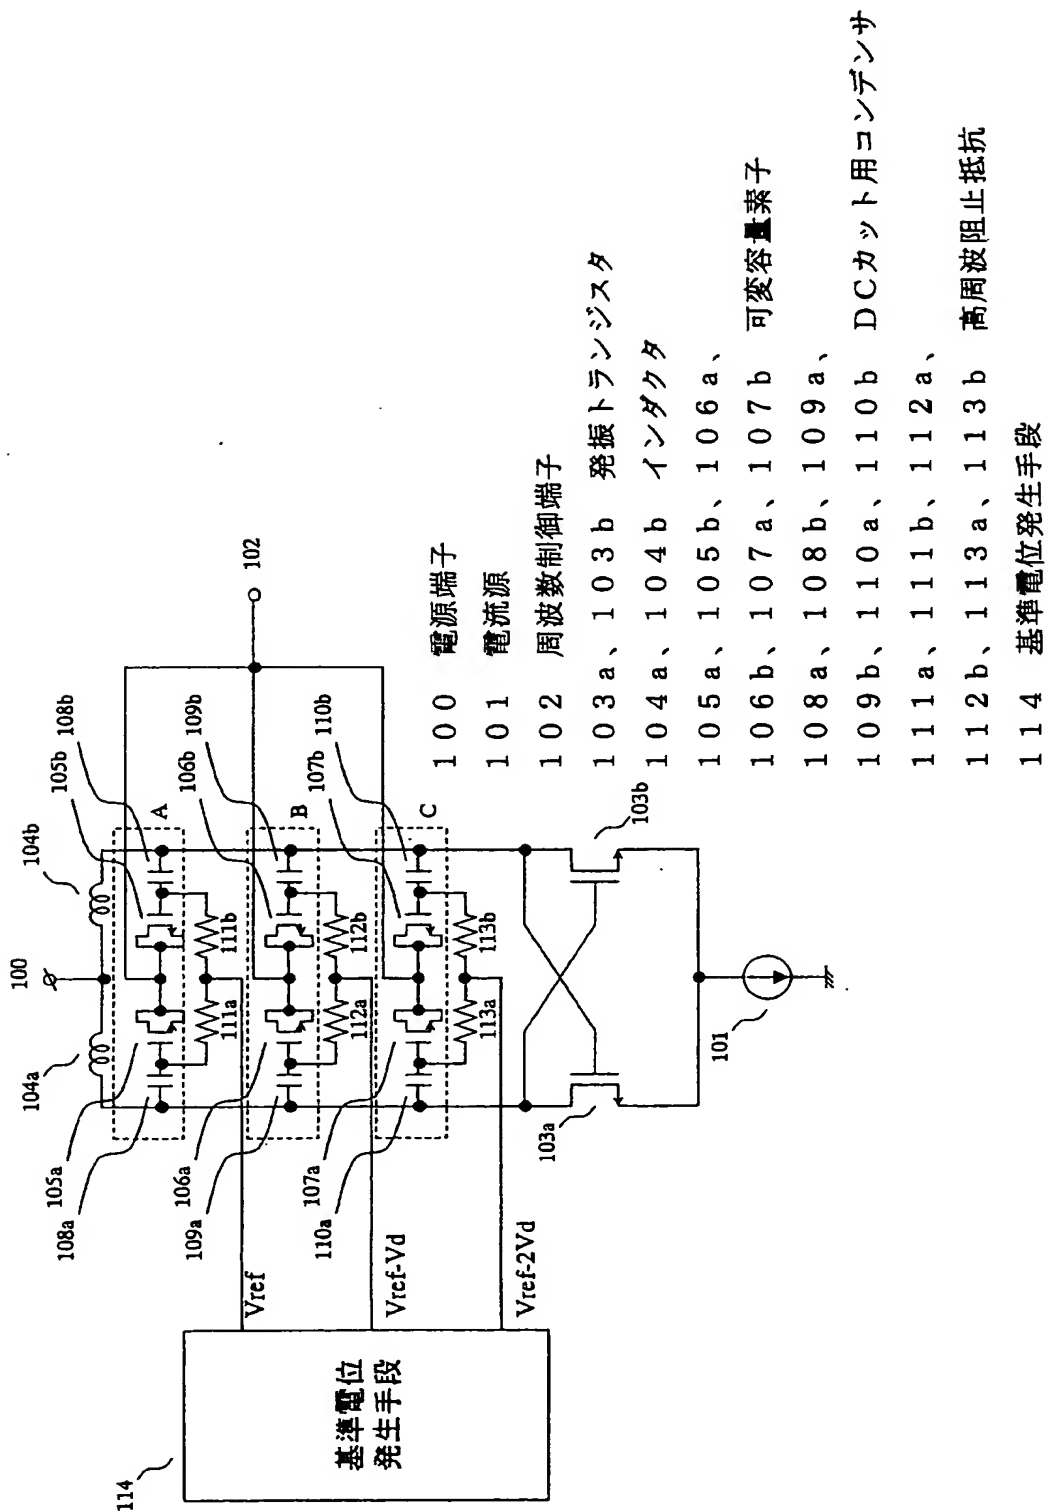 114
基準電位
発生手段
Vref
Vref-Vd
Vref-2Vd
108a
105a
109a
106a
110a
107a
104a
100
104b
105b
108b
106b
109b
107b
110b
102
A
B
C
111a
111b
112a
112b
113a
113b
103a
103b
101
100 電源端子
101 電流源
102 周波数制御端子
103a、103b 発振トランジスタ
104a、104b インダクタ
105a、105b、106a、
106b、107a、107b 可変容量素子
108a、108b、109a、
109b、110a、110b DCカット用コンデンサ
111a、111b、112a、
112b、113a、113b 高周波阻止抵抗
114 基準電位発生手段